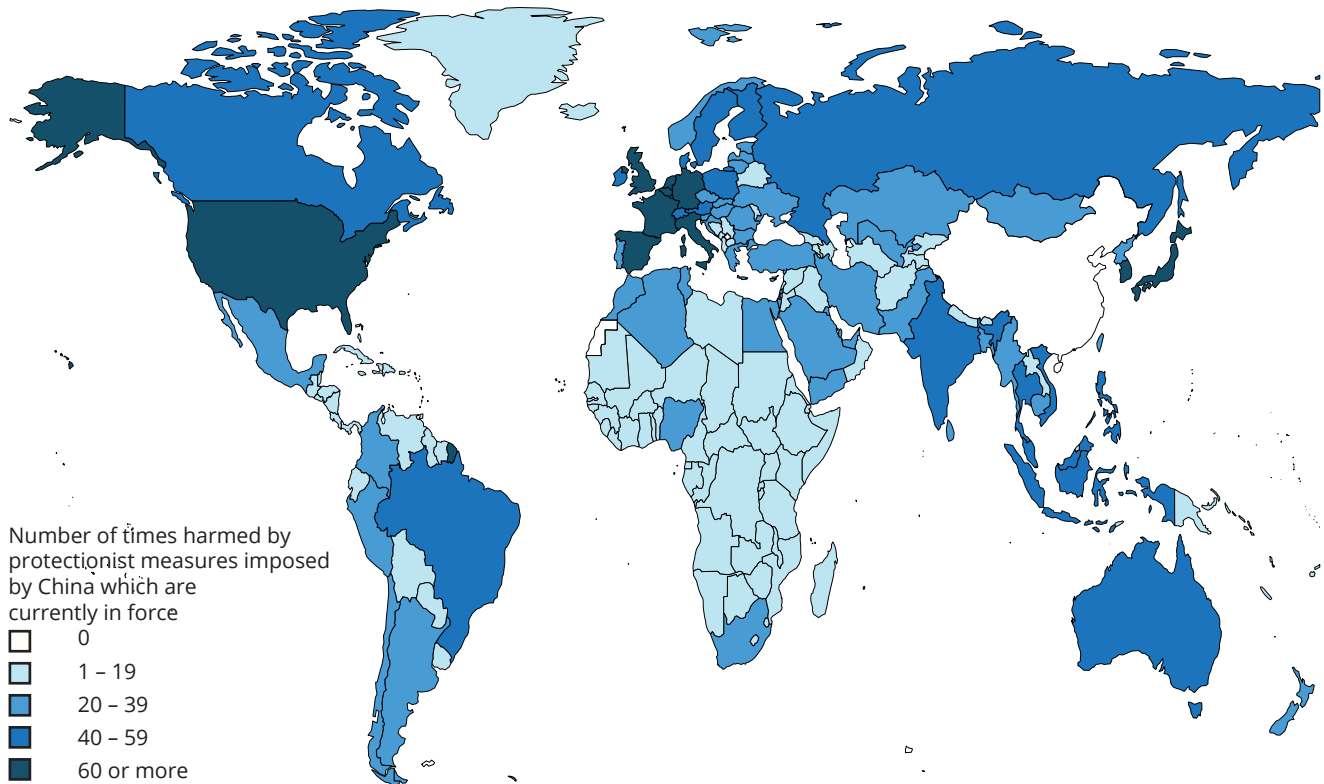 Number of times harmed by
protectionist measures imposed
by China which are
currently in force
0
1 – 19
20 – 39
40 – 59
60 or more